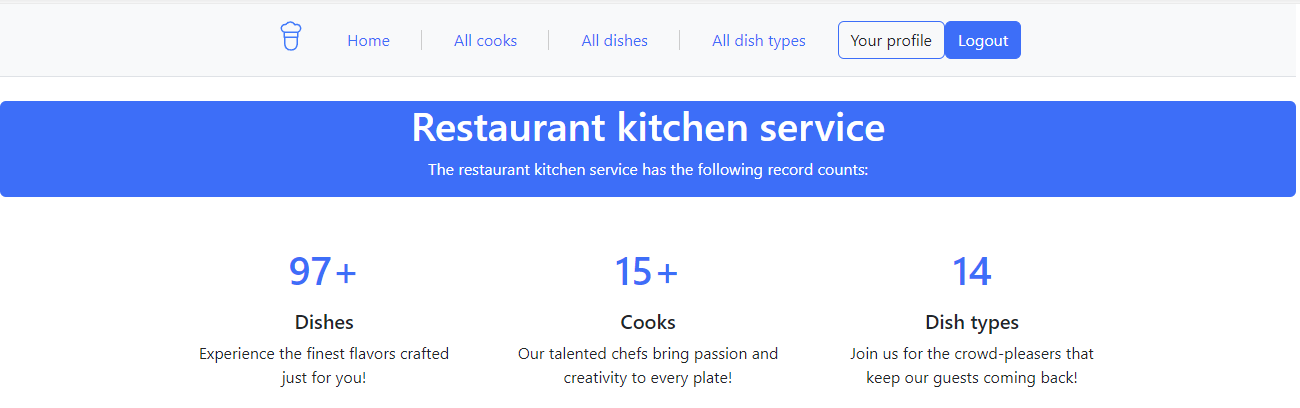 Home All cooks All dishes All dish types Your profile Logout
Restaurant kitchen service
The restaurant kitchen service has the following record counts:
97+ 15+ 14
Dishes Cooks Dish types
Experience the finest flavors crafted Our talented chefs bring passion and Join us for the crowd-pleasers that
just for you! creativity to every plate! keep our guests coming back!